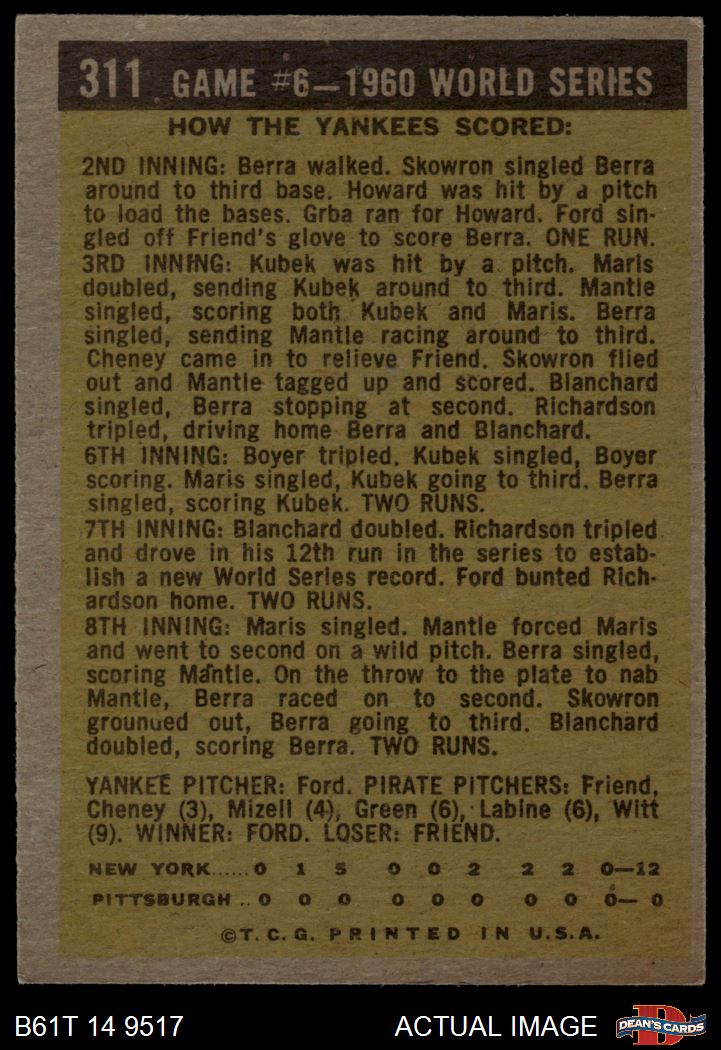 311 GAME #6—1960 WORLD SERIES
HOW THE YANKEES SCORED:
2ND INNING: Berra walked. Skowron singled Berra
around to third base. Howard was hit by a pitch
to load the bases. Grba ran for Howard. Ford sin-
gled off Friend's glove to score Berra. ONE RUN.
3RD INNING: Kubek was hit by a pitch. Maris
doubled, sending Kubek around to third. Mantle
singled, scoring both Kubek and Maris. Berra
singled, sending Mantle racing around to third.
Cheney came in to relieve Friend. Skowron flied
out and Mantle tagged up and scored. Blanchard
singled, Berra stopping at second. Richardson
tripled, driving home Berra and Blanchard.
6TH INNING: Boyer tripled. Kubek singled, Boyer
scoring. Maris singled, Kubek going to third. Berra
singled, scoring Kubek. TWO RUNS.
7TH INNING: Blanchard doubled. Richardson tripled
and drove in his 12th run in the series to estab-
lish a new World Series record. Ford bunted Rich-
ardson home. TWO RUNS.
8TH INNING: Maris singled. Mantle forced Maris
and went to second on a wild pitch. Berra singled,
scoring Mantle. On the throw to the plate to nab
Mantle, Berra raced on to second. Skowron
grounded out, Berra going to third. Blanchard
doubled, scoring Berra. TWO RUNS.
YANKEE PITCHER: Ford. PIRATE PITCHERS: Friend,
Cheney (3), Mizell (4), Green (6), Labine (6), Witt
(9). WINNER: FORD. LOSER: FRIEND.
NEW YORK......0 1 5 0 0 2 2 2 0—12
PITTSBURGH ..0 0 0 0 0 0 0 0 0— 0
©T. C. G. PRINTED IN U.S.A.
B61T 14 9517 ACTUAL IMAGE DEAN'S CARDS